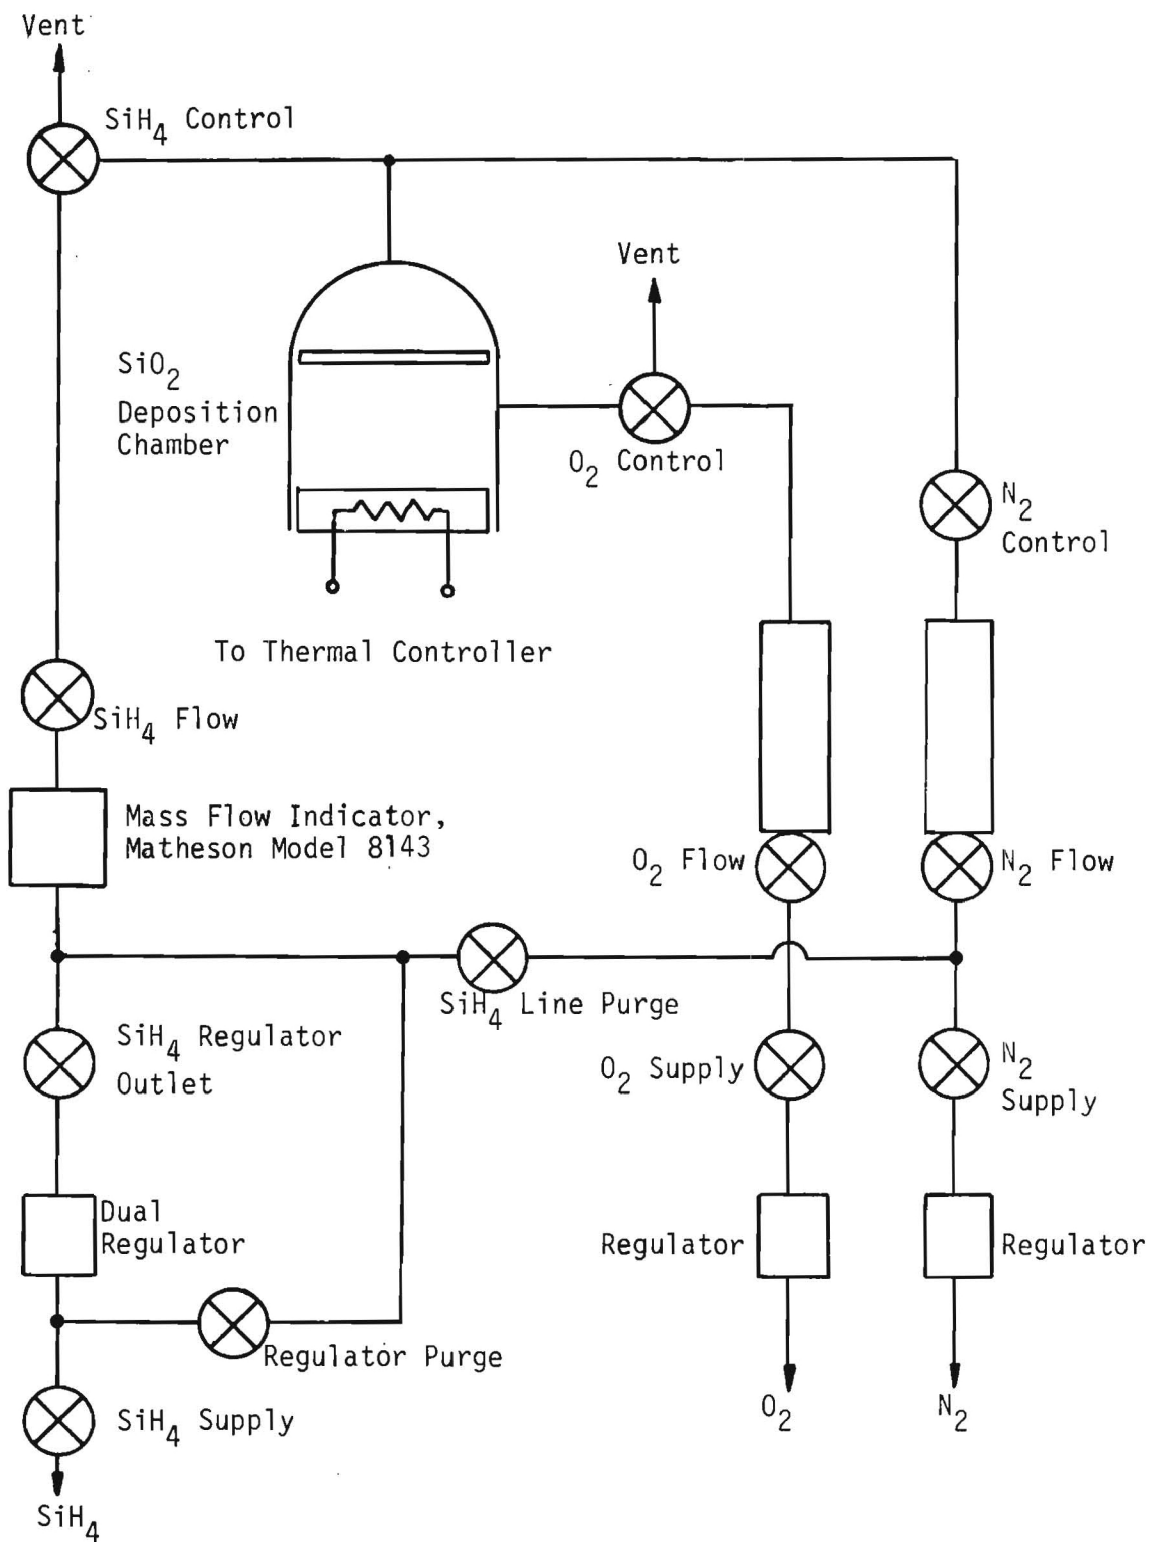 Vent
SiH4 Control
Vent
SiO2
Deposition
Chamber
O2 Control
N2
Control
To Thermal Controller
SiH4 Flow
Mass Flow Indicator,
Matheson Model 8143
O2 Flow
N2 Flow
SiH4 Line Purge
SiH4 Regulator
Outlet
O2 Supply
N2
Supply
Dual
Regulator
Regulator
Regulator
Regulator Purge
SiH4 Supply
O2
N2
SiH4